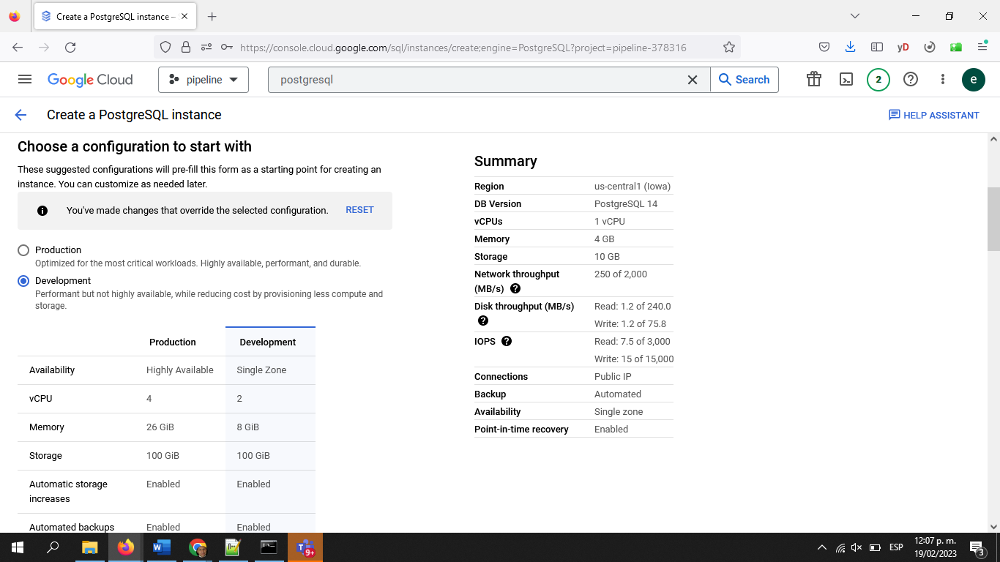 Create a PostgreSQL instance –
https://console.cloud.google.com/sql/instances/create;engine=PostgreSQL?project=pipeline-378316
yD
Google Cloud
pipeline
postgresql
Search
2
e
Create a PostgreSQL instance
HELP ASSISTANT
Choose a configuration to start with
These suggested configurations will pre-fill this form as a starting point for creating an
instance. You can customize as needed later.
You've made changes that override the selected configuration. RESET
Production
Optimized for the most critical workloads. Highly available, performant, and durable.
Development
Performant but not highly available, while reducing cost by provisioning less compute and
storage.
Production Development
Availability Highly Available Single Zone
vCPU 4 2
Memory 26 GiB 8 GiB
Storage 100 GiB 100 GiB
Automatic storage Enabled Enabled
increases
Automated backups Enabled Enabled
Summary
Region us-central1 (Iowa)
DB Version PostgreSQL 14
vCPUs 1 vCPU
Memory 4 GB
Storage 10 GB
Network throughput 250 of 2,000
(MB/s)
Disk throughput (MB/s) Read: 1.2 of 240.0
Write: 1.2 of 75.8
IOPS Read: 7.5 of 3,000
Write: 15 of 15,000
Connections Public IP
Backup Automated
Availability Single zone
Point-in-time recovery Enabled
9+
ESP
12:07 p. m.
19/02/2023
3